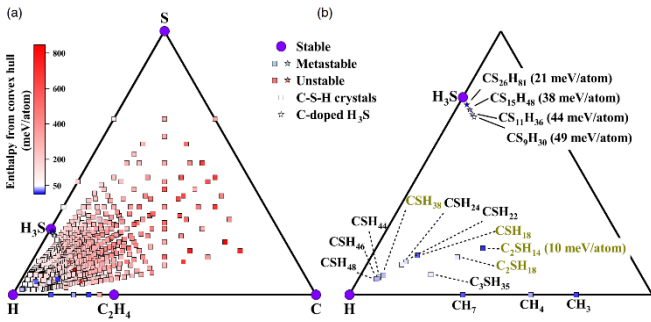 (a)
S
Enthalpy from convex hull
(meV/atom)
800
600
400
200
50
Stable
Metastable
Unstable
C-S-H crystals
C-doped H₃S
H₃S
H
C₂H₄
C
(b)
H₃S
CS₂₆H₈₁ (21 meV/atom)
CS₁₅H₄₈ (38 meV/atom)
CS₁₁H₃₆ (44 meV/atom)
CS₉H₃₀ (49 meV/atom)
CSH₃₈
CSH₂₄
CSH₂₂
CSH₄₄
CSH₁₈
CSH₄₆
C₂SH₁₄ (10 meV/atom)
CSH₄₈
C₂SH₁₈
C₃SH₃₅
H
CH₇
CH₄
CH₃